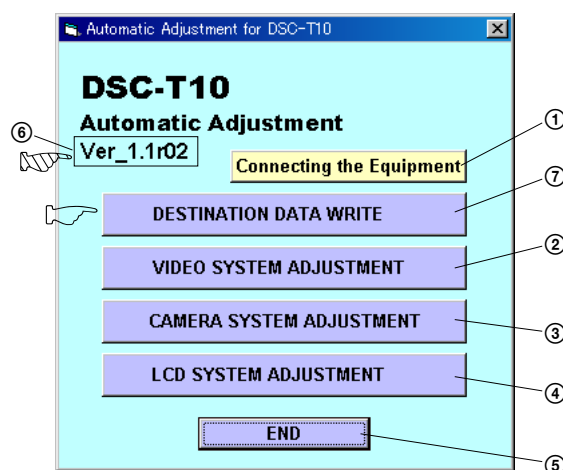 Automatic Adjustment for DSC-T10
DSC-T10
Automatic Adjustment
⑥
Ver_1.1r02
①
Connecting the Equipment
⑦
DESTINATION DATA WRITE
②
VIDEO SYSTEM ADJUSTMENT
③
CAMERA SYSTEM ADJUSTMENT
④
LCD SYSTEM ADJUSTMENT
END
⑤